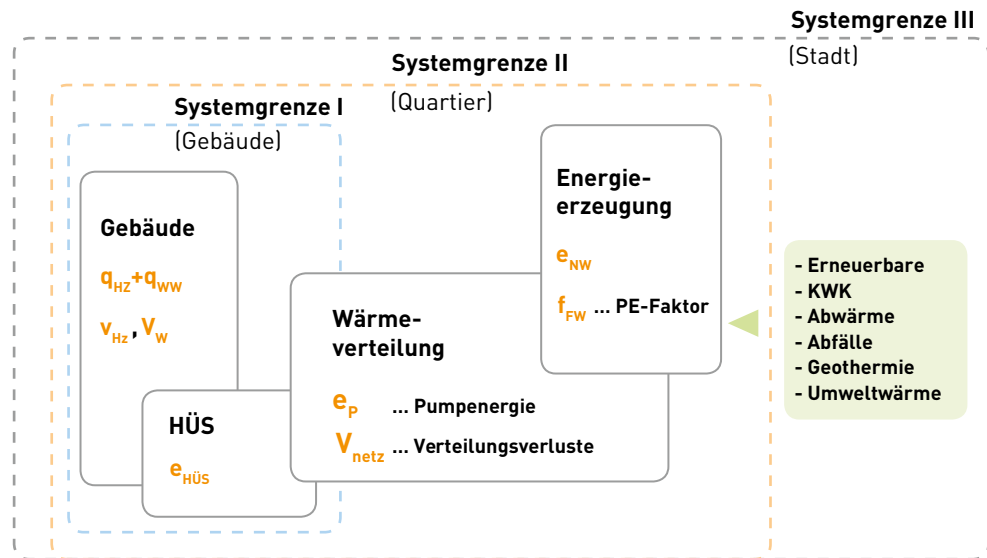 Systemgrenze III
(Stadt)
Systemgrenze II
(Quartier)
Systemgrenze I
(Gebäude)
Gebäude
q_HZ+q_WW
v_Hz, V_W
HÜS
e_HÜS
Wärme-
verteilung
e_P ... Pumpenergie
V_netz ... Verteilungsverluste
Energie-
erzeugung
e_NW
f_FW ... PE-Faktor
- Erneuerbare
- KWK
- Abwärme
- Abfälle
- Geothermie
- Umweltwärme